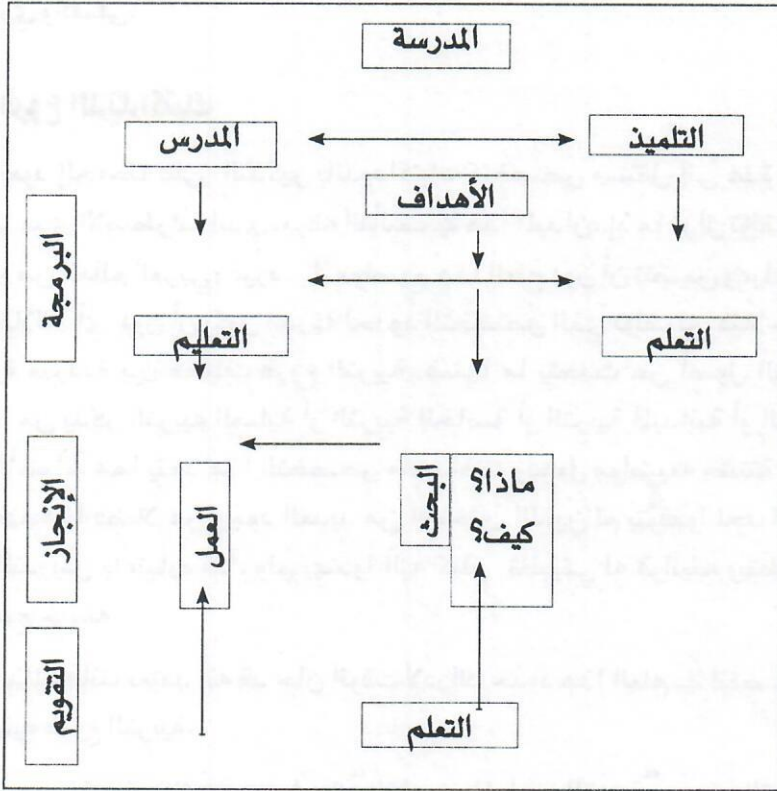 المدرسة
التلميذ
المدرس
الأهداف
البرمجة
التعلم
التعليم
ماذا؟
كيف؟
البحث
العمل
الإنجاز
التعلم
التقويم